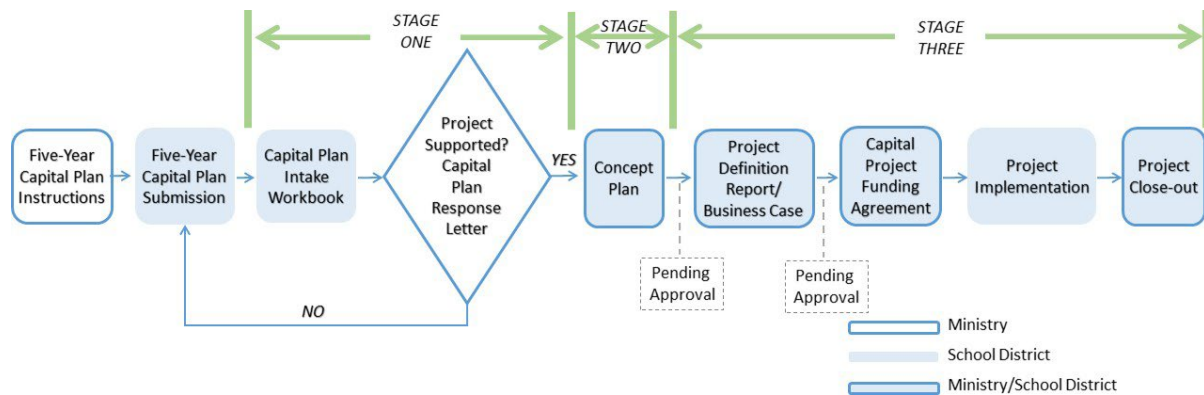 STAGE
ONE
STAGE
TWO
STAGE
THREE
Five-Year
Capital Plan
Instructions
Five-Year
Capital Plan
Submission
Capital Plan
Intake
Workbook
Project
Supported?
Capital
Plan
Response
Letter
YES
NO
Concept
Plan
Pending
Approval
Project
Definition
Report/
Business Case
Pending
Approval
Capital
Project
Funding
Agreement
Project
Implementation
Project
Close-out
Ministry
School District
Ministry/School District